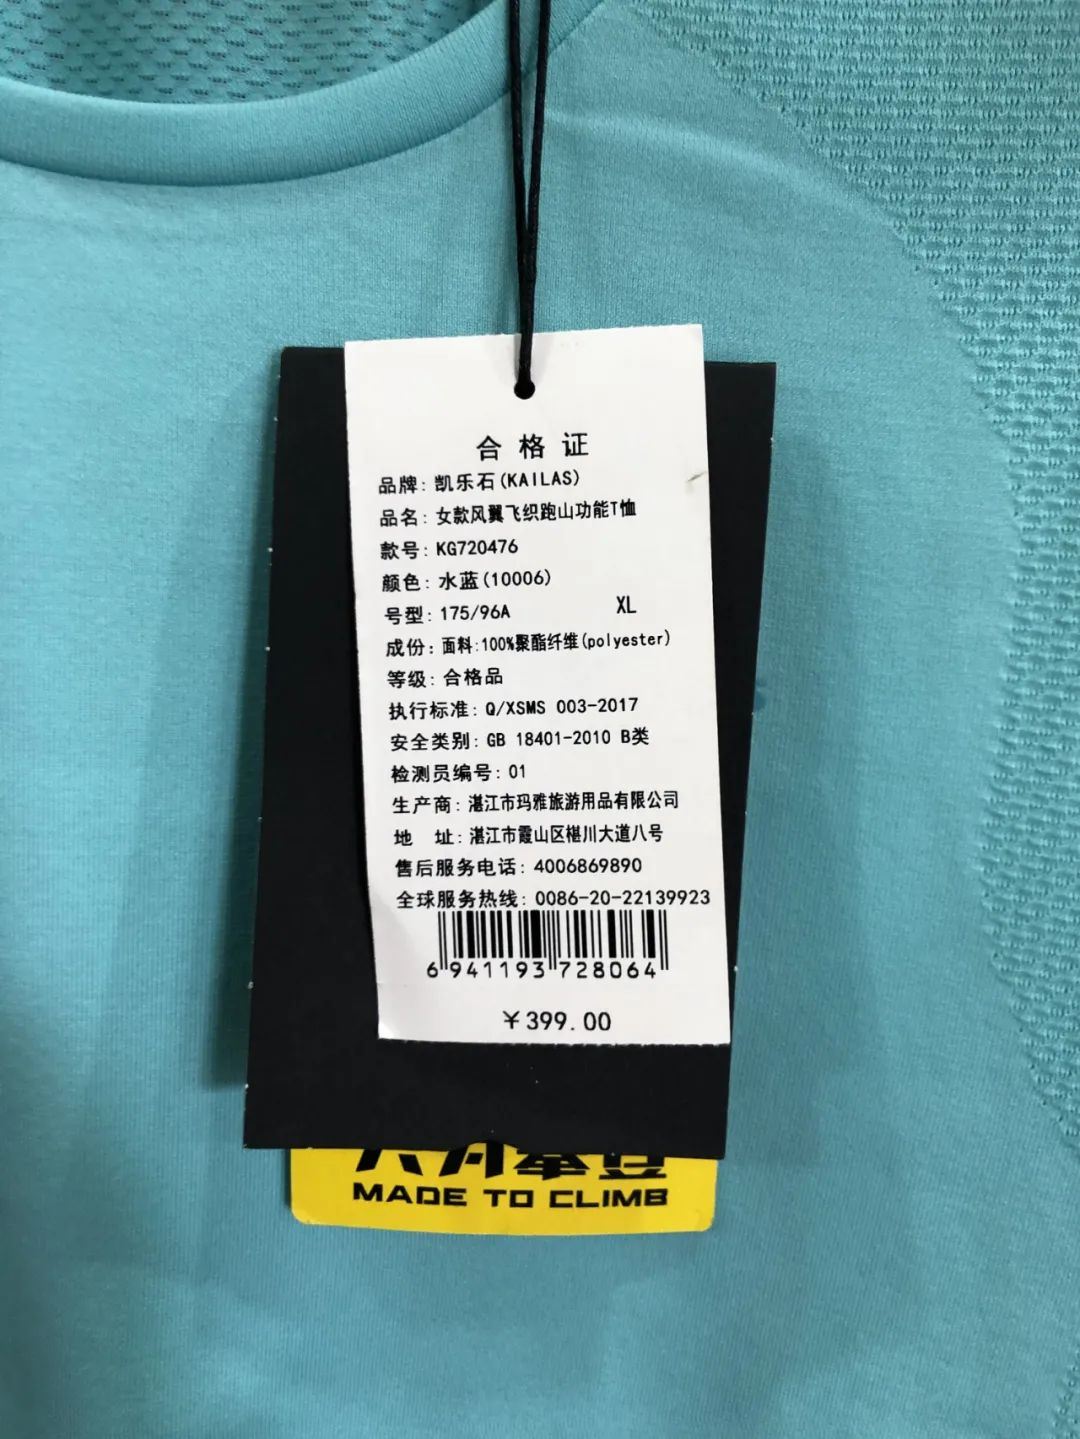 合格证
品牌: 凯乐石(KAILAS)
品名: 女款风翼飞织跑山功能T恤
款号: KG720476
颜色: 水蓝(10006)
号型: 175/96A XL
成份: 面料:100%聚酯纤维(polyester)
等级: 合格品
执行标准: Q/XSMS 003-2017
安全类别: GB 18401-2010 B类
检测员编号: 01
生产商: 湛江市玛雅旅游用品有限公司
地 址: 湛江市霞山区椹川大道八号
售后服务电话: 4006869890
全球服务热线: 0086-20-22139923
6 941193 728064
¥399.00
MADE TO CLIMB